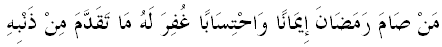 مَنْ صَامَ رَمَضَانَ إِيمَانًا وَاحْتِسَابًا غُفِرَ لَهُ مَا تَقَدَّمَ مِنْ ذَنْبِهِ